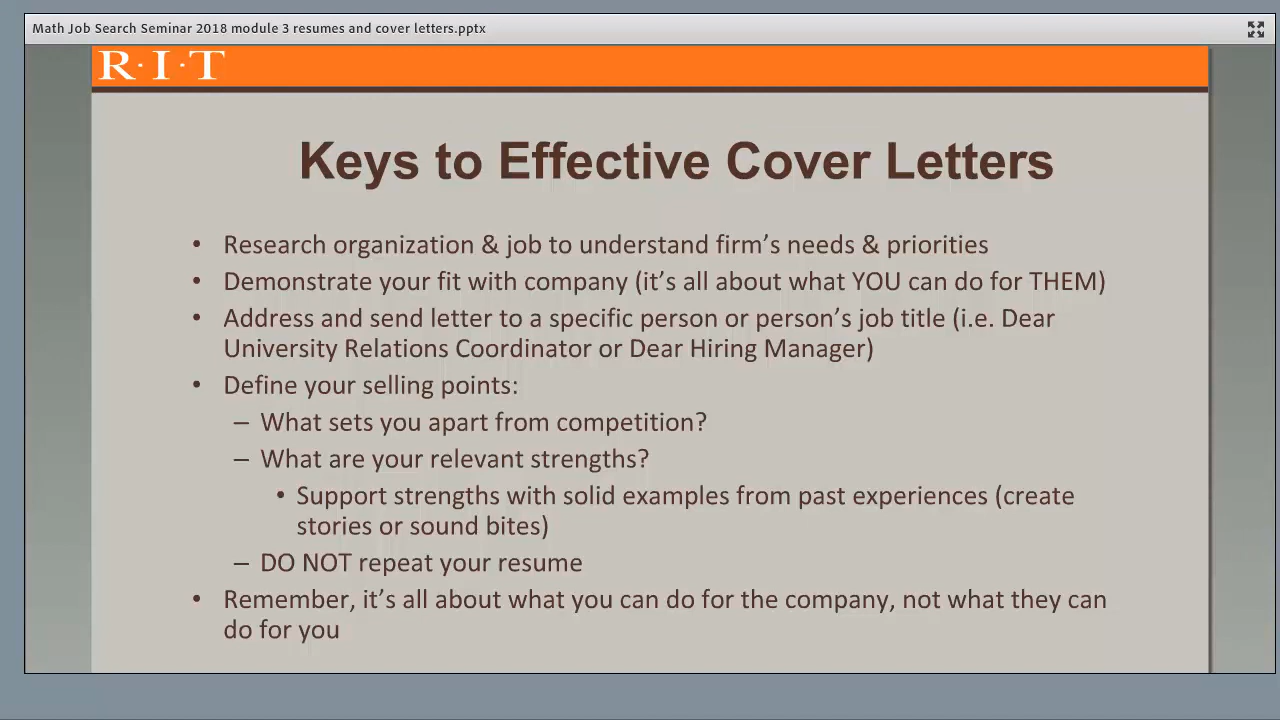 Math Job Search Seminar 2018 module 3 resumes and cover letters.pptx
R·I·T
Keys to Effective Cover Letters
• Research organization & job to understand firm’s needs & priorities
• Demonstrate your fit with company (it’s all about what YOU can do for THEM)
• Address and send letter to a specific person or person’s job title (i.e. Dear
University Relations Coordinator or Dear Hiring Manager)
• Define your selling points:
– What sets you apart from competition?
– What are your relevant strengths?
• Support strengths with solid examples from past experiences (create
stories or sound bites)
– DO NOT repeat your resume
• Remember, it’s all about what you can do for the company, not what they can
do for you